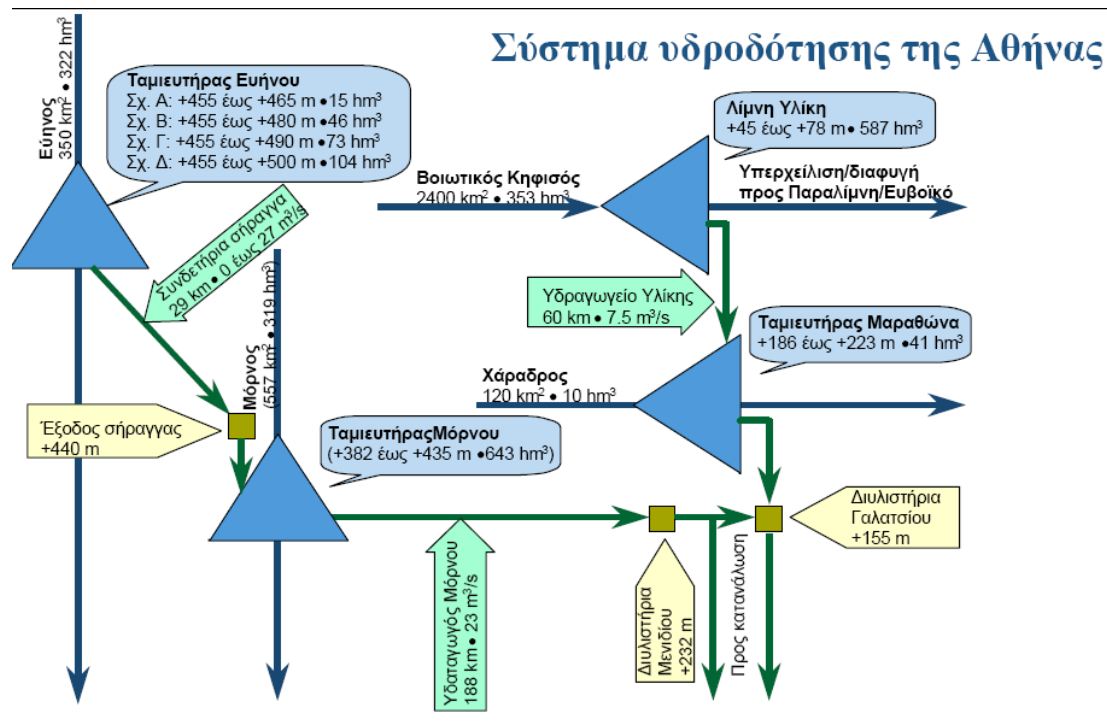 Σύστημα υδροδότησης της Αθήνας
Εύηνος
350 km² • 322 hm³
Ταμιευτήρας Ευήνου
Σχ. Α: +455 έως +465 m •15 hm³
Σχ. Β: +455 έως +480 m •46 hm³
Σχ. Γ: +455 έως +490 m •73 hm³
Σχ. Δ: +455 έως +500 m •104 hm³
Λίμνη Υλίκη
+45 έως +78 m• 587 hm³
Βοιωτικός Κηφισός
2400 km² • 353 hm³
Υπερχείλιση/διαφυγή
προς Παραλίμνη/Ευβοϊκό
Συνδετήρια σήραγγα
29 km• 0 έως 27 m³/s
Υδραγωγείο Υλίκης
60 km • 7.5 m³/s
Ταμιευτήρας Μαραθώνα
+186 έως +223 m •41 hm³
Μόρνος
(557 km² • 319 hm³)
Χάραδρος
120 km² • 10 hm³
Έξοδος σήραγγας
+440 m
ΤαμιευτήραςΜόρνου
(+382 έως +435 m •643 hm³)
Διυλιστήρια
Γαλατσίου
+155 m
Υδαταγωγός Μόρνου
188 km• 23 m³/s
Διυλιστήρια
Μενιδίου
+232 m
Προς κατανάλωση